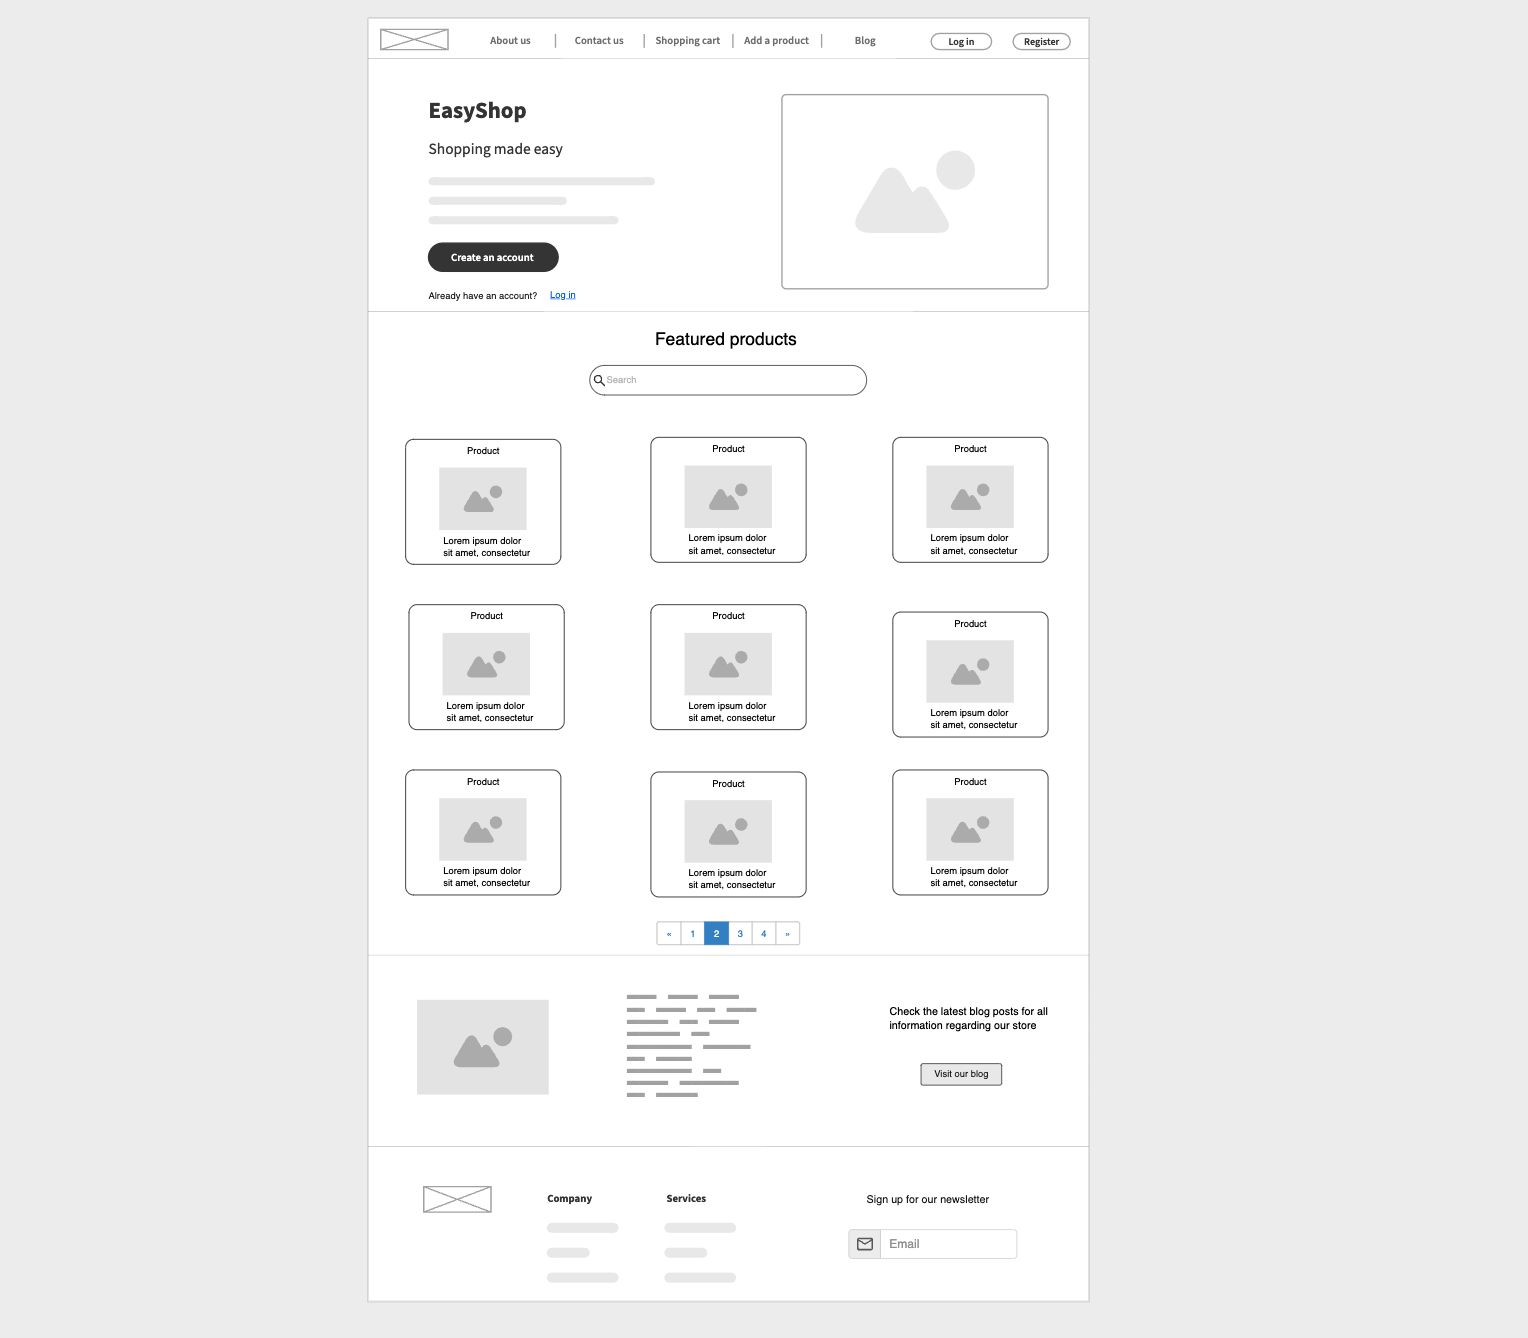 About us | Contact us | Shopping cart | Add a product | Blog Log in Register
EasyShop
Shopping made easy
Create an account
Already have an account? Log in
Featured products
Search
Product
Lorem ipsum dolor
sit amet, consectetur
Product
Lorem ipsum dolor
sit amet, consectetur
Product
Lorem ipsum dolor
sit amet, consectetur
Product
Lorem ipsum dolor
sit amet, consectetur
Product
Lorem ipsum dolor
sit amet, consectetur
Product
Lorem ipsum dolor
sit amet, consectetur
Product
Lorem ipsum dolor
sit amet, consectetur
Product
Lorem ipsum dolor
sit amet, consectetur
Product
Lorem ipsum dolor
sit amet, consectetur
« 1 2 3 4 »
Check the latest blog posts for all
information regarding our store
Visit our blog
Company
Services
Sign up for our newsletter
Email